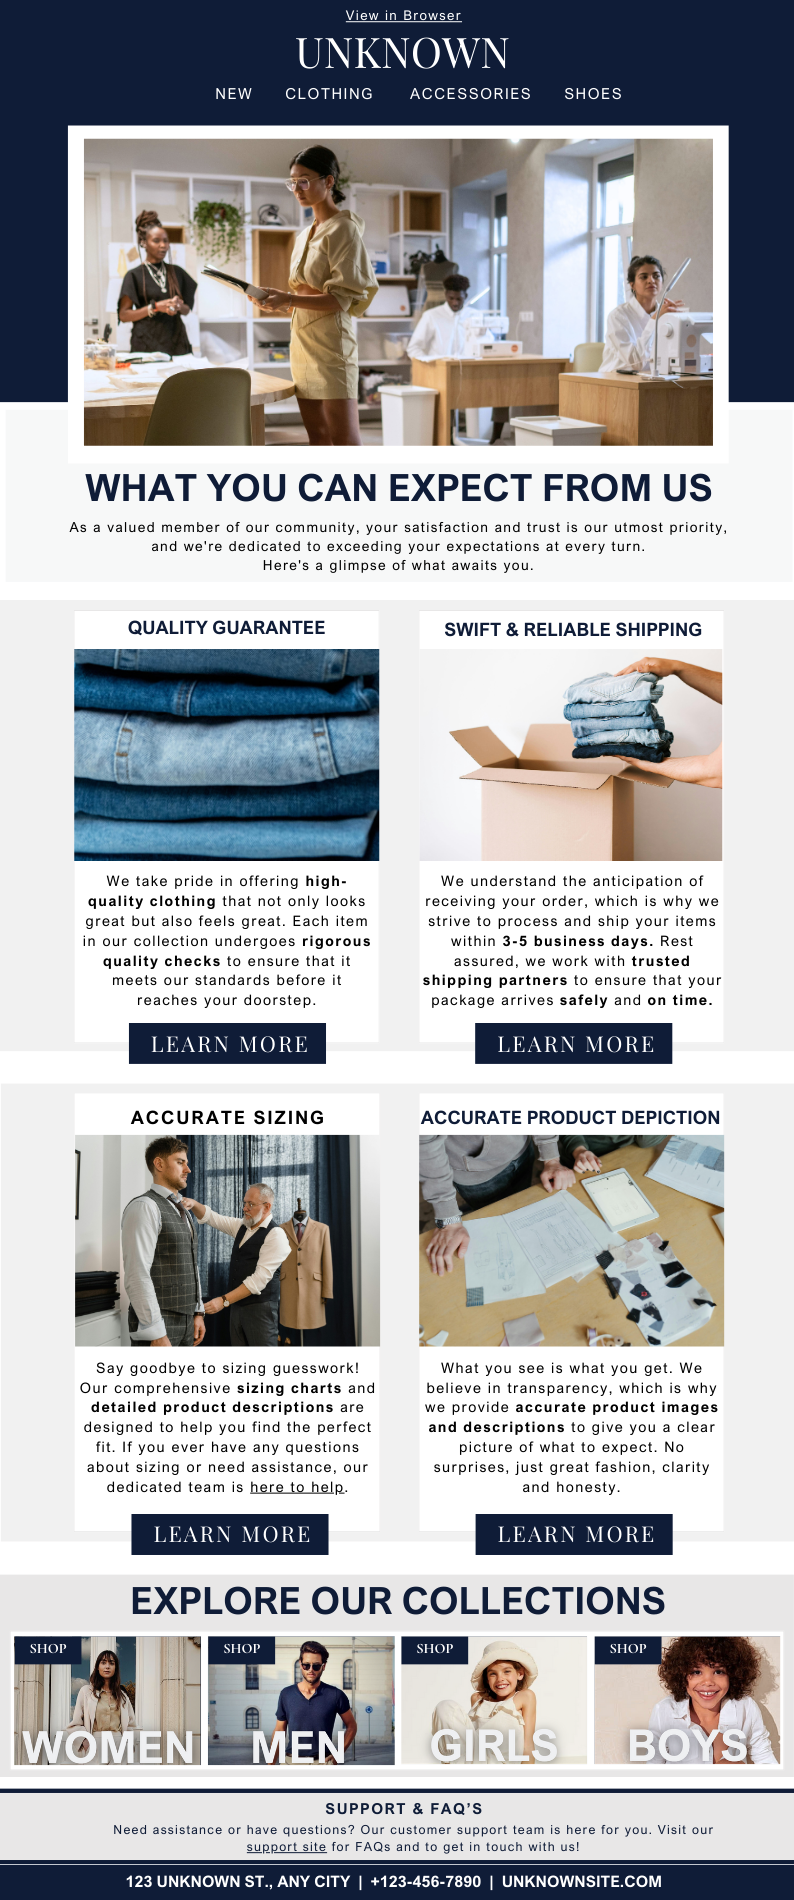 View in Browser
UNKNOWN
NEW CLOTHING ACCESSORIES SHOES
WHAT YOU CAN EXPECT FROM US
As a valued member of our community, your satisfaction and trust is our utmost priority,
and we're dedicated to exceeding your expectations at every turn.
Here's a glimpse of what awaits you.
QUALITY GUARANTEE
We take pride in offering high-
quality clothing that not only looks
great but also feels great. Each item
in our collection undergoes rigorous
quality checks to ensure that it
meets our standards before it
reaches your doorstep.
LEARN MORE
SWIFT & RELIABLE SHIPPING
We understand the anticipation of
receiving your order, which is why we
strive to process and ship your items
within 3-5 business days. Rest
assured, we work with trusted
shipping partners to ensure that your
package arrives safely and on time.
LEARN MORE
ACCURATE SIZING
Say goodbye to sizing guesswork!
Our comprehensive sizing charts and
detailed product descriptions are
designed to help you find the perfect
fit. If you ever have any questions
about sizing or need assistance, our
dedicated team is here to help.
LEARN MORE
ACCURATE PRODUCT DEPICTION
What you see is what you get. We
believe in transparency, which is why
we provide accurate product images
and descriptions to give you a clear
picture of what to expect. No
surprises, just great fashion, clarity
and honesty.
LEARN MORE
EXPLORE OUR COLLECTIONS
SHOP
WOMEN
SHOP
MEN
SHOP
GIRLS
SHOP
BOYS
SUPPORT & FAQ'S
Need assistance or have questions? Our customer support team is here for you. Visit our
support site for FAQs and to get in touch with us!
123 UNKNOWN ST., ANY CITY | +123-456-7890 | UNKNOWNSITE.COM